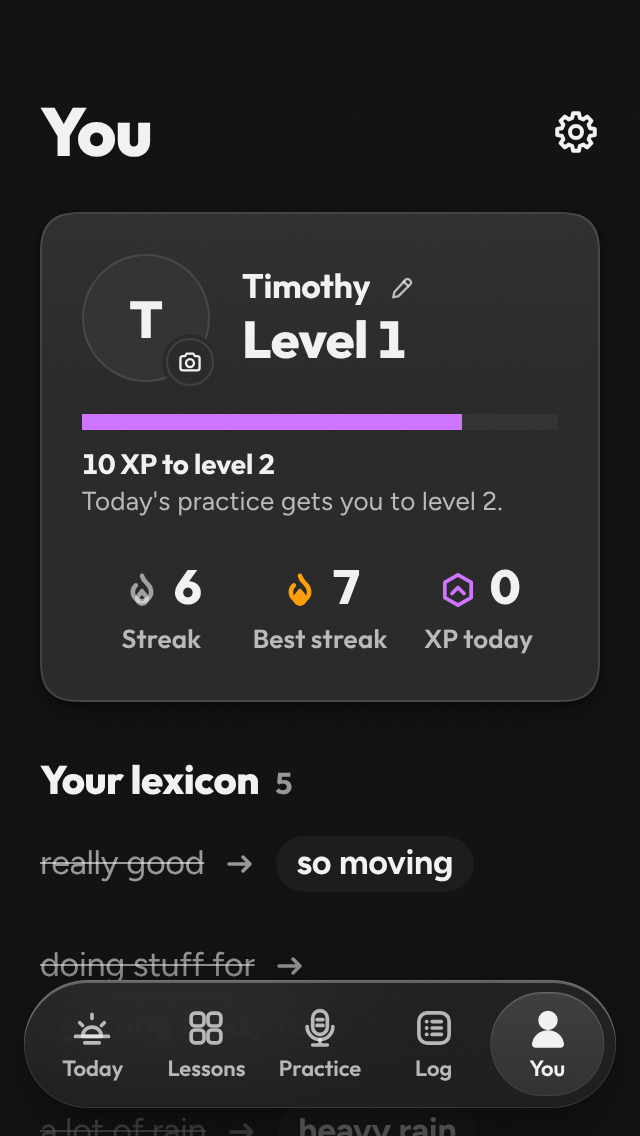 You
T
Timothy
Level 1
10 XP to level 2
Today's practice gets you to level 2.
6
7
0
Streak
Best streak
XP today
Your lexicon 5
really good → so moving
doing stuff for →
Today
Lessons
Practice
Log
You
a lot of rain → heavy rain